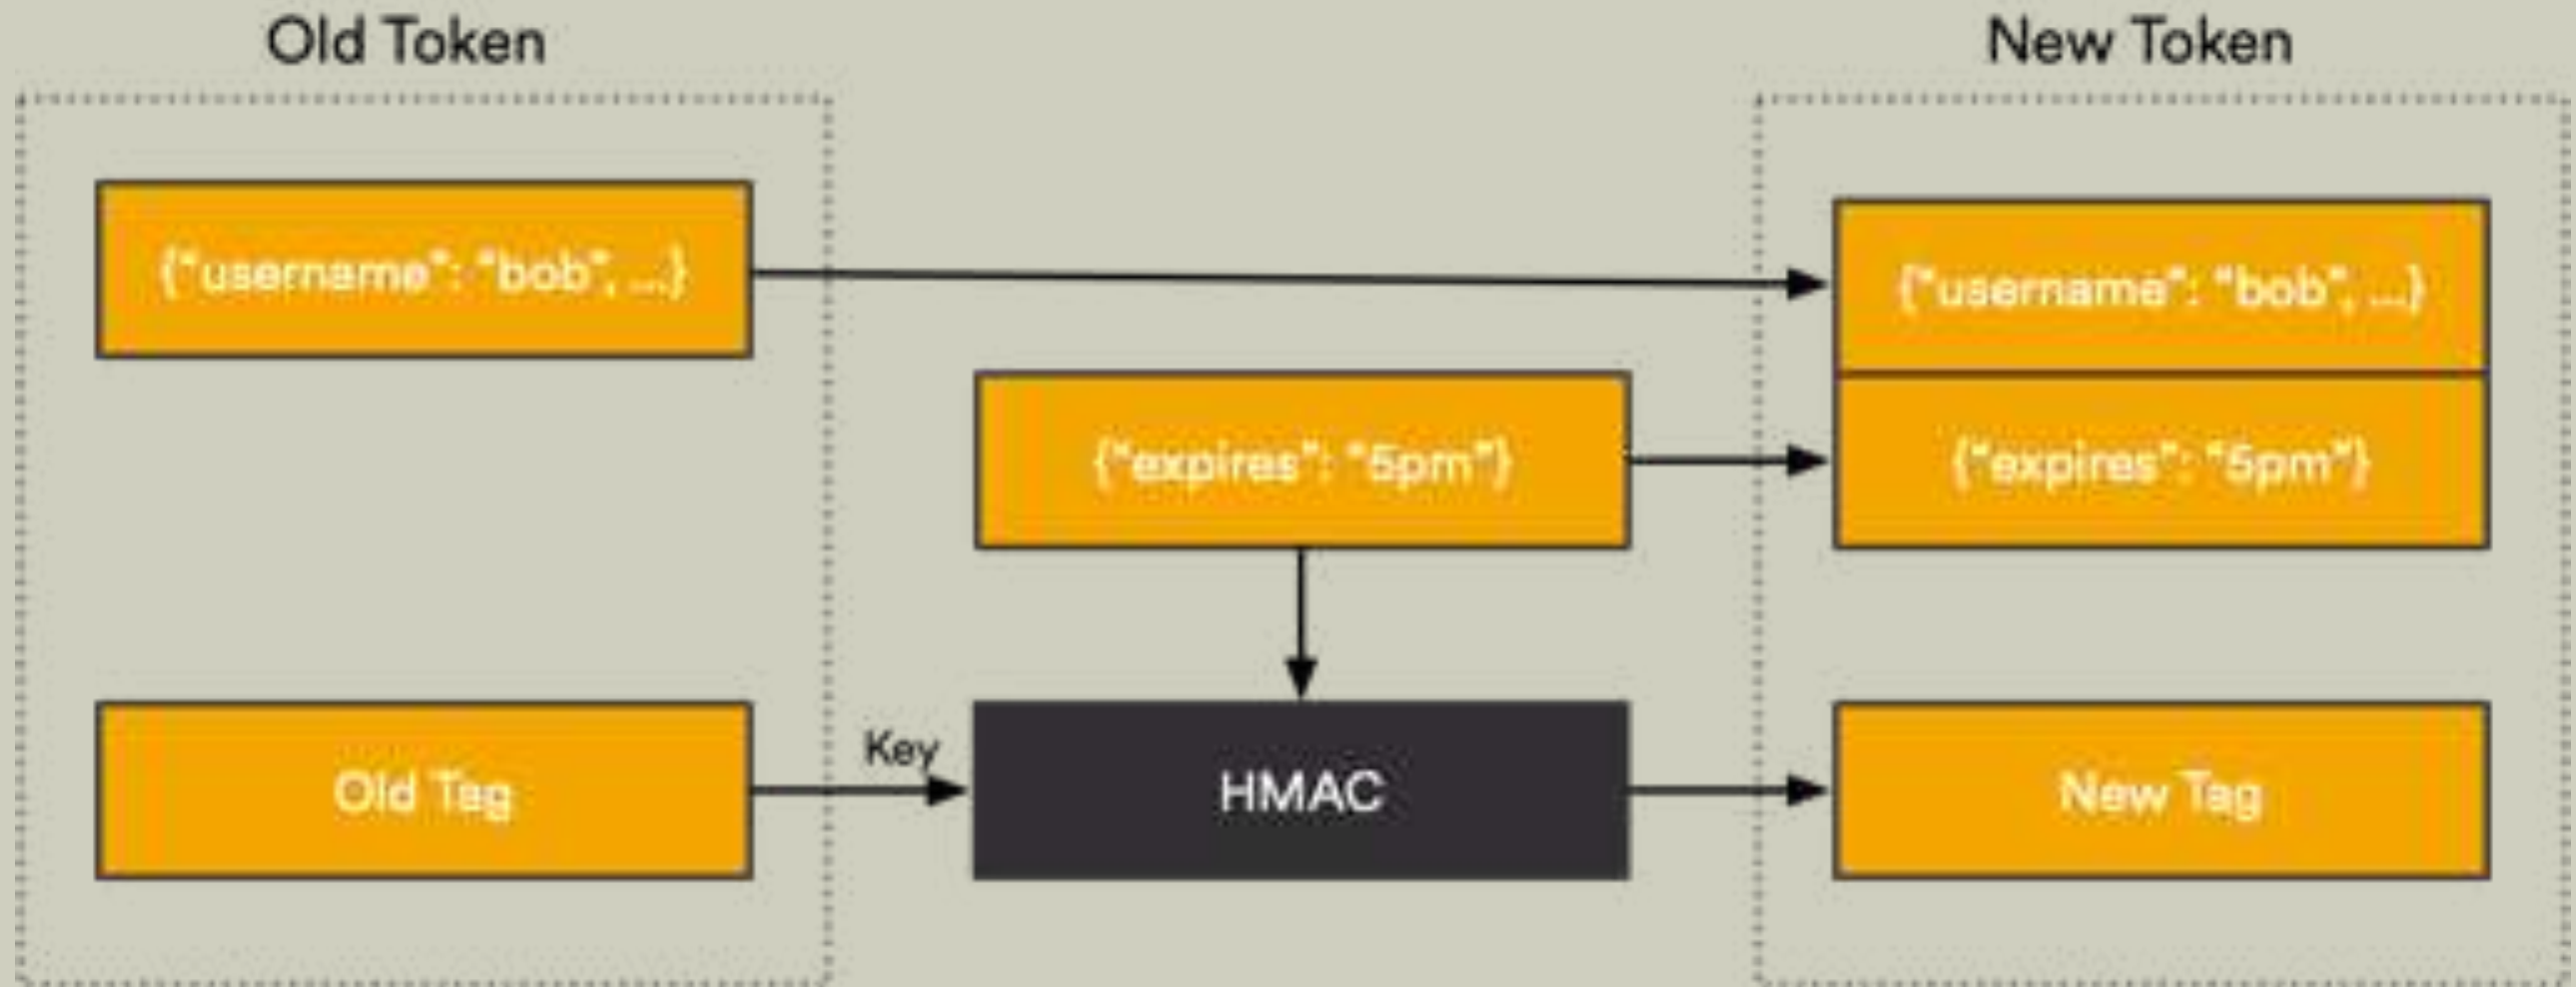 Old Token
New Token
{"username": "bob", ...}
{"username": "bob", ...}
{"expires": "5pm"}
{"expires": "5pm"}
Old Tag
Key
HMAC
New Tag